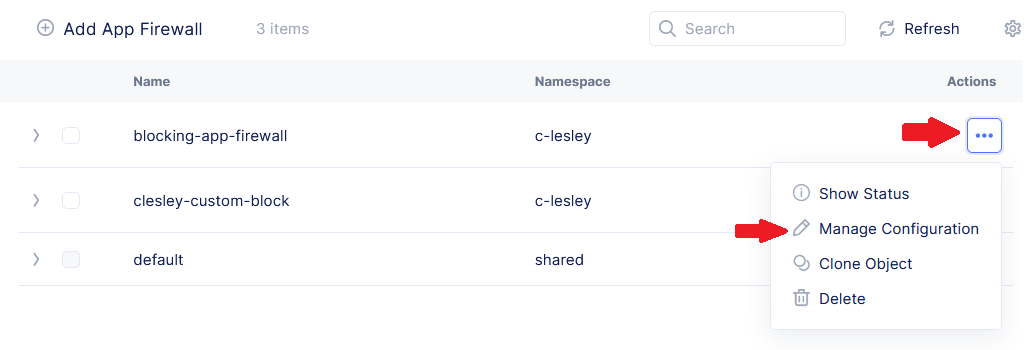 Add App Firewall 3 items Search Refresh
Name Namespace Actions
blocking-app-firewall c-lesley
Show Status
clesley-custom-block c-lesley
Manage Configuration
default shared
Clone Object
Delete